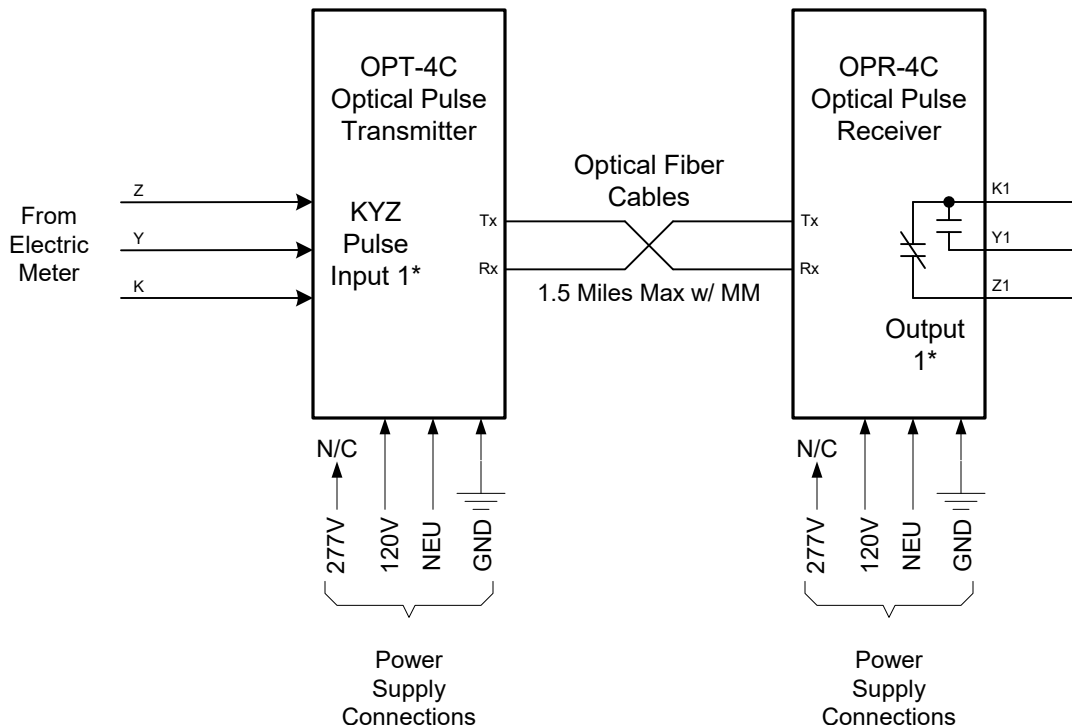 OPT-4C
Optical Pulse
Transmitter
OPR-4C
Optical Pulse
Receiver
Optical Fiber
Cables
From
Electric
Meter
Z
Y
K
KYZ
Pulse
Input 1*
Tx
Rx
1.5 Miles Max w/ MM
Tx
Rx
K1
Y1
Z1
Output
1*
N/C
277V
120V
NEU
GND
N/C
277V
120V
NEU
GND
Power
Supply
Connections
Power
Supply
Connections